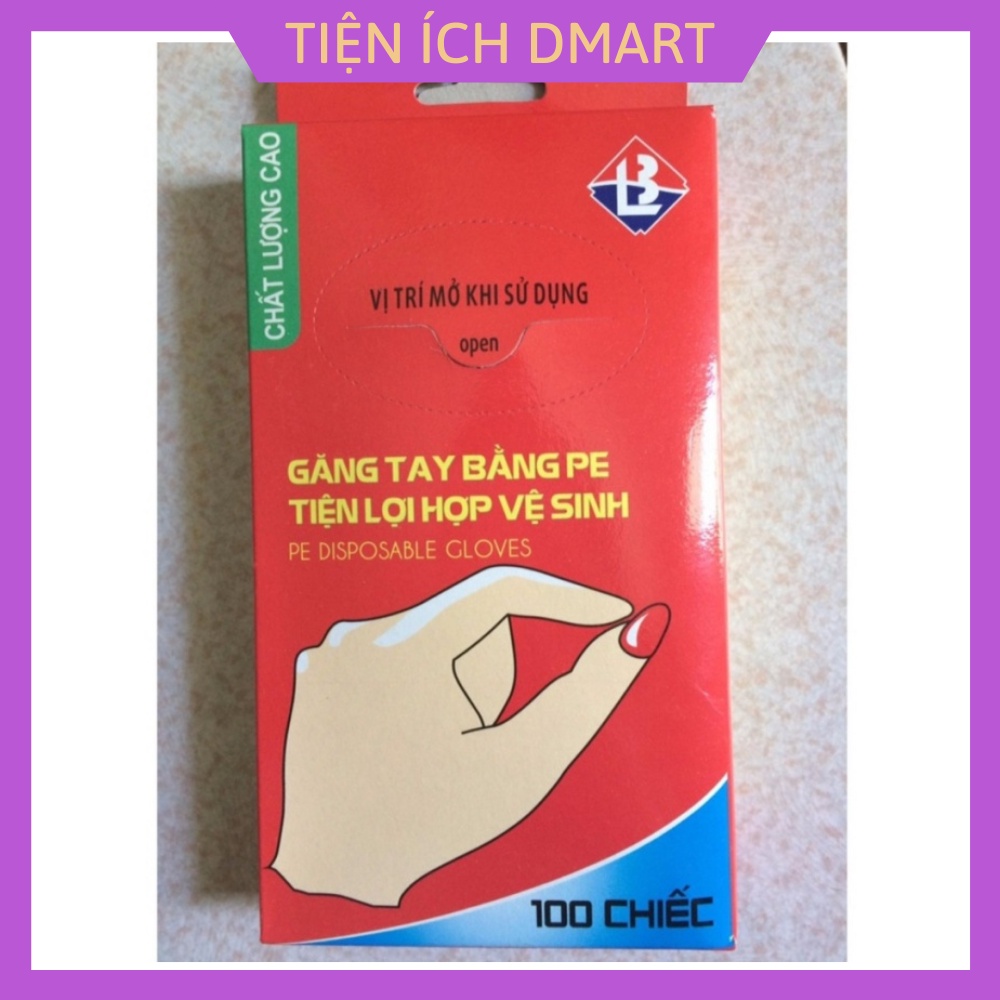 TIỆN ÍCH DMART
CHẤT LƯỢNG CAO
LB
VỊ TRÍ MỞ KHI SỬ DỤNG
open
GĂNG TAY BẰNG PE
TIỆN LỢI HỢP VỆ SINH
PE DISPOSABLE GLOVES
100 CHIẾC